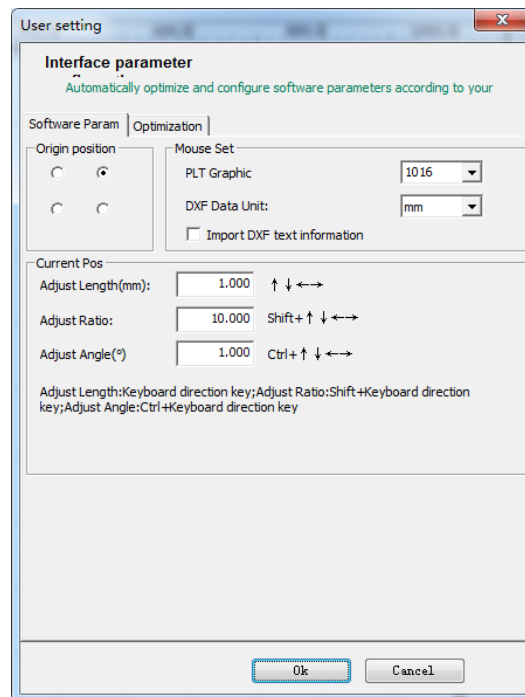 User setting
Interface parameter
Automatically optimize and configure software parameters according to your
Software Param Optimization
Origin position
Mouse Set
PLT Graphic 1016
DXF Data Unit: mm
Import DXF text information
Current Pos
Adjust Length(mm): 1.000 ↑↓←→
Adjust Ratio: 10.000 Shift+↑↓←→
Adjust Angle(°) 1.000 Ctrl+↑↓←→
Adjust Length:Keyboard direction key;Adjust Ratio:Shift+Keyboard direction
key;Adjust Angle:Ctrl+Keyboard direction key
Ok Cancel